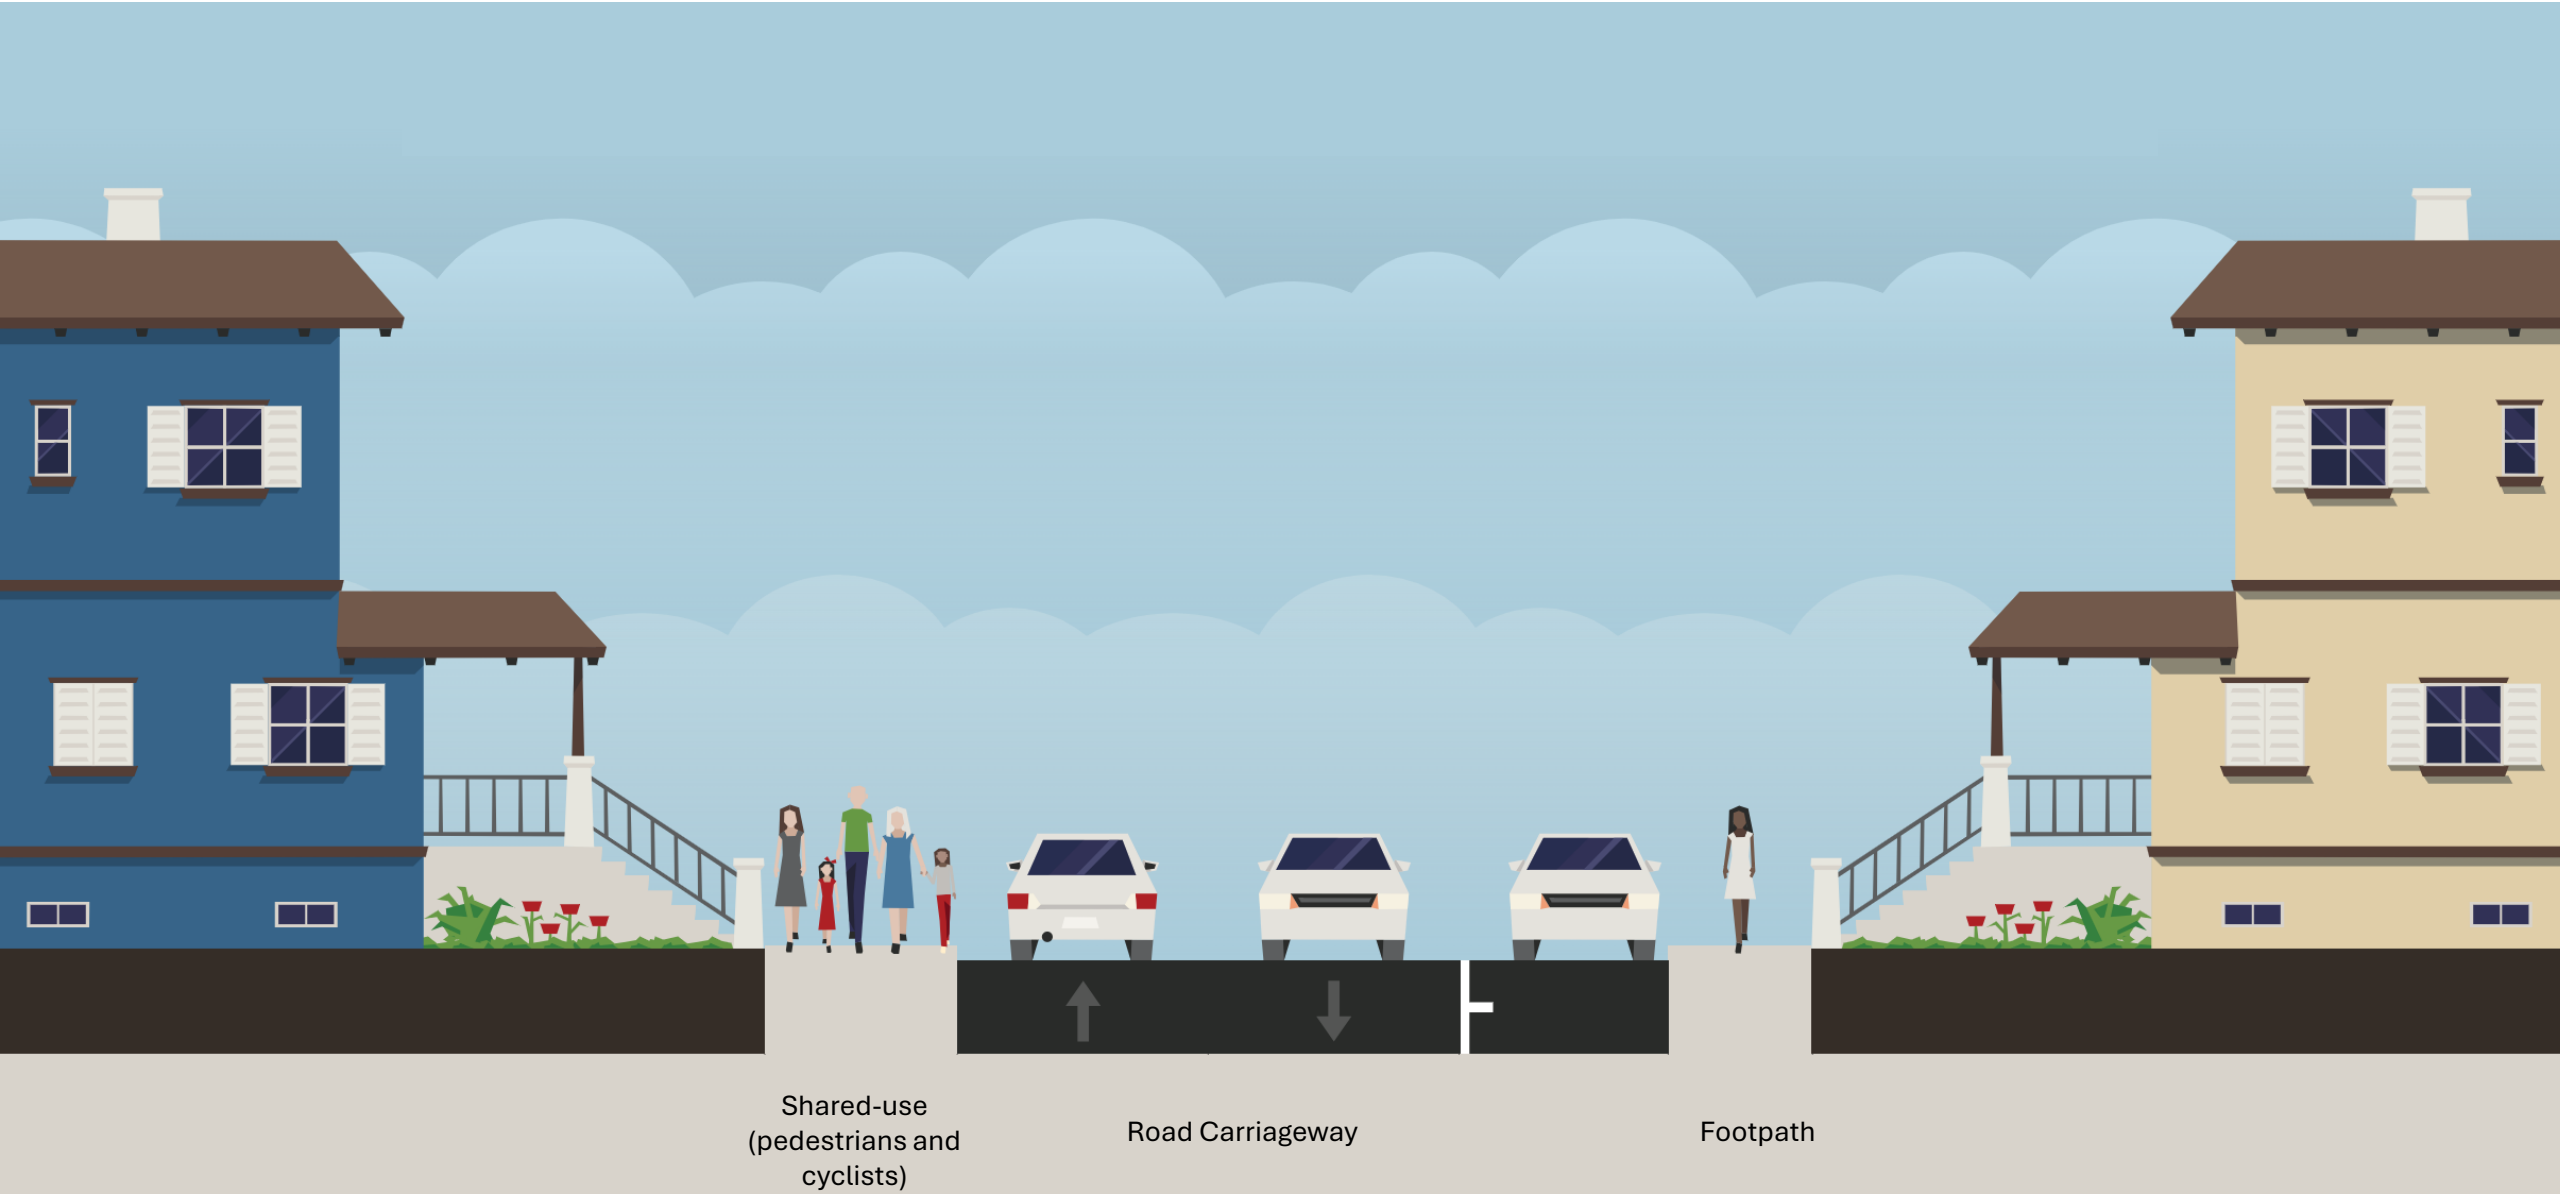 Shared-use
(pedestrians and
cyclists)
Road Carriageway
Footpath